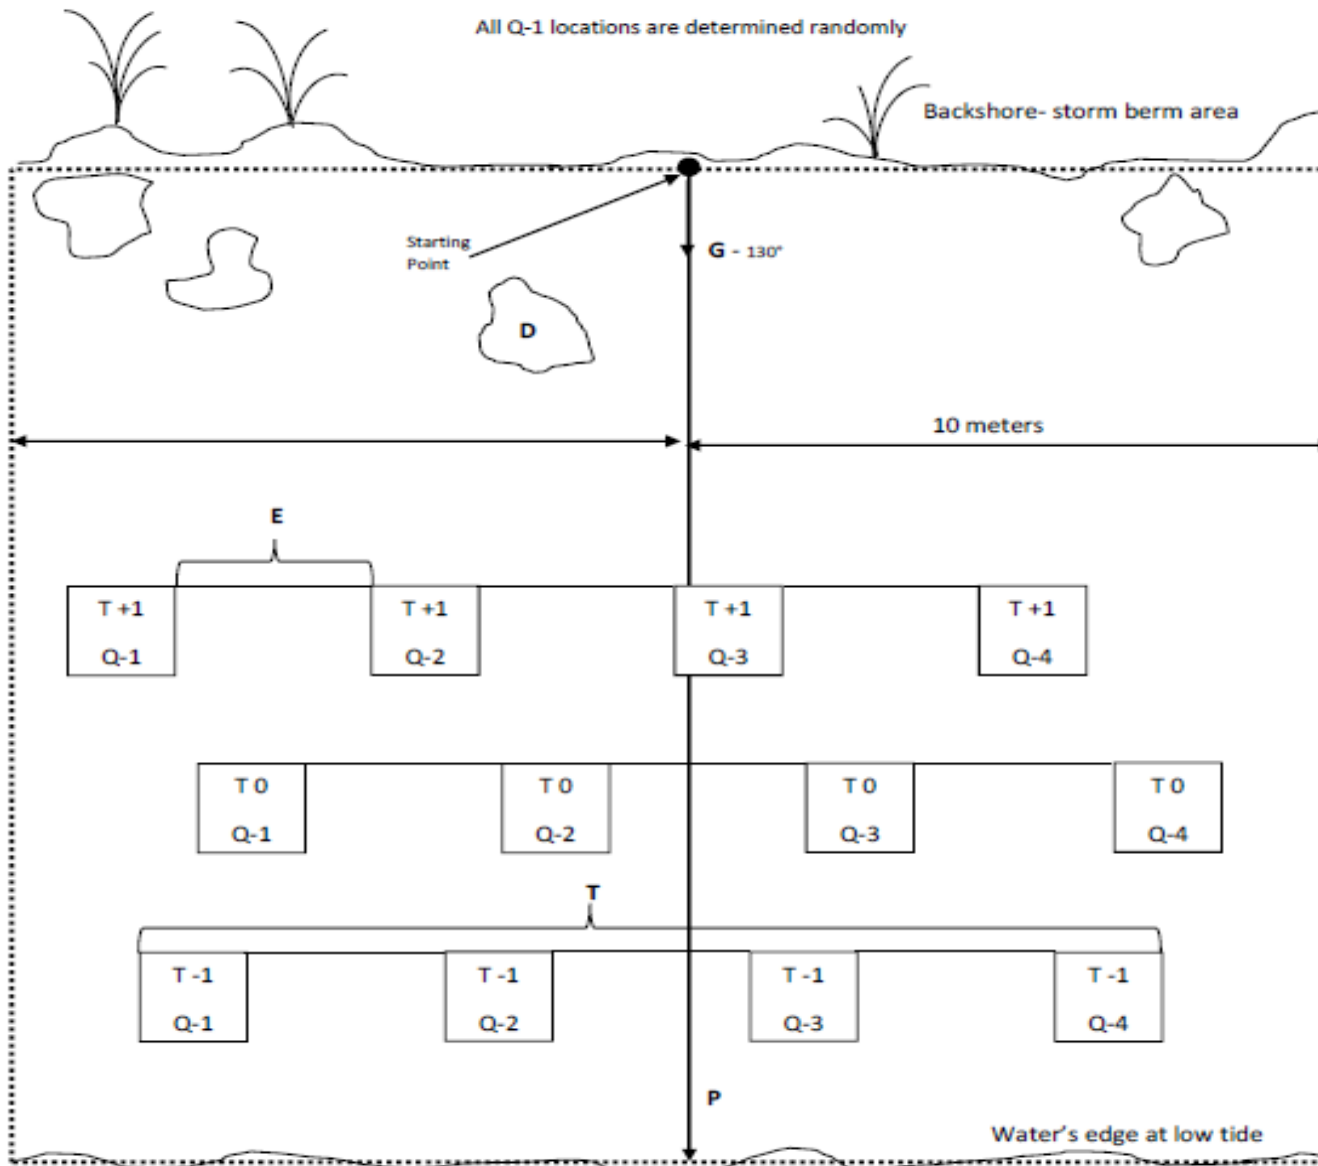 All Q-1 locations are determined randomly
Backshore- storm berm area
Starting
Point
G - 130°
D
10 meters
E
T +1
Q-1
T +1
Q-2
T +1
Q-3
T +1
Q-4
T 0
Q-1
T 0
Q-2
T 0
Q-3
T 0
Q-4
T
T -1
Q-1
T -1
Q-2
T -1
Q-3
T -1
Q-4
P
Water's edge at low tide